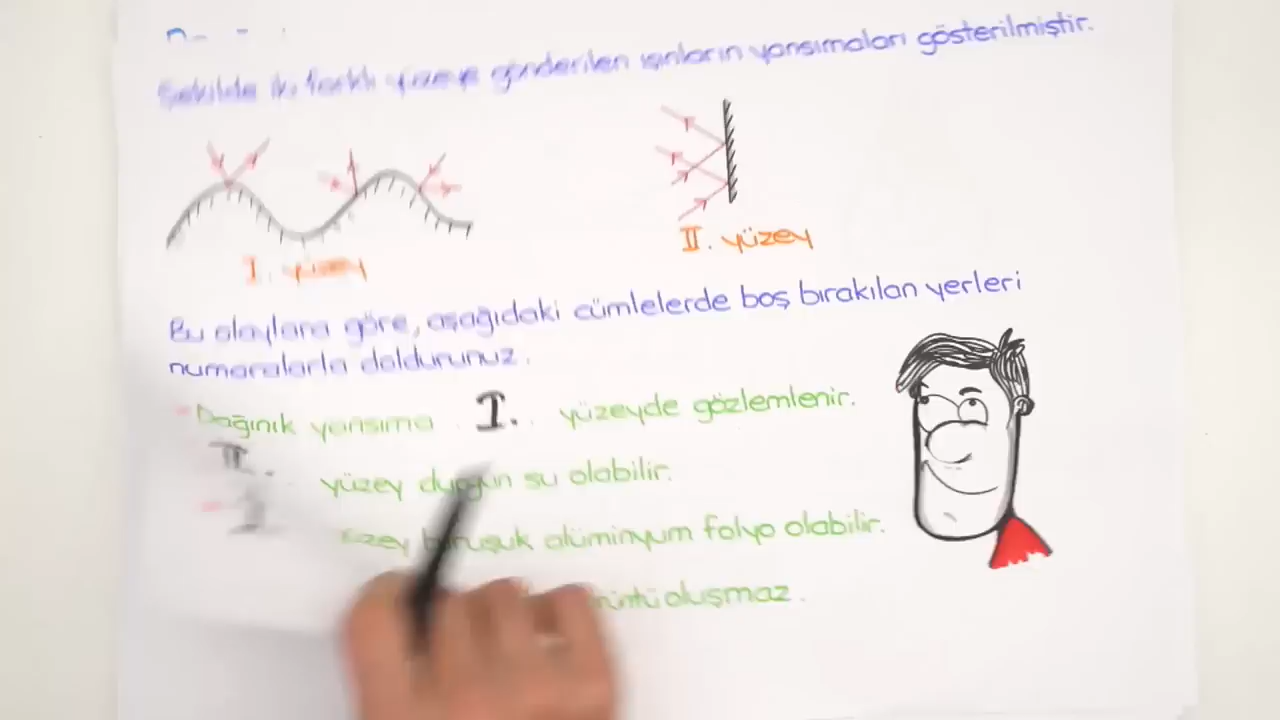 Şekilde iki farklı yüzeye gönderilen ışınların yansımaları gösterilmiştir.
I. yüzey
II. yüzey
Bu olaylara göre, aşağıdaki cümlelerde boş bırakılan yerleri
numaralarla doldurunuz.
- Dağınık yansıma I. yüzeyde gözlemlenir.
II. yüzey durgun su olabilir.
- I yüzey buruşuk alüminyum folyo olabilir.
oluşmaz.